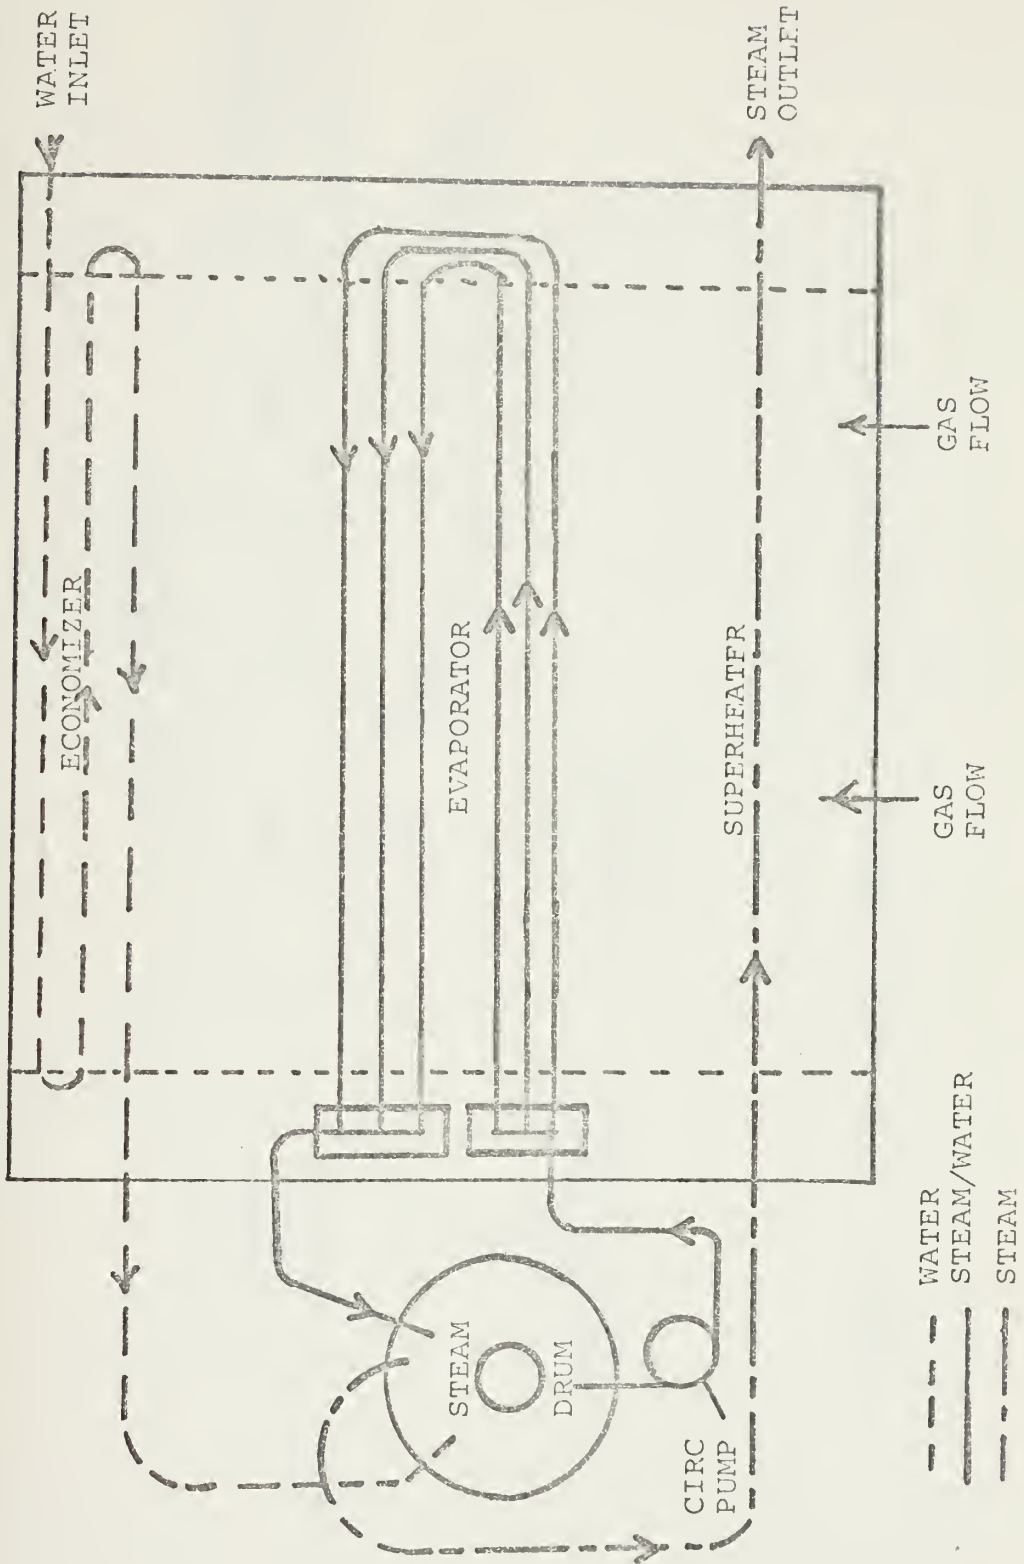 WATER
INLET
ECONOMIZER
EVAPORATOR
SUPERHEATER
STEAM
OUTLET
GAS
FLOW
GAS
FLOW
STEAM
DRUM
CIRC
PUMP
WATER
STEAM/WATER
STEAM